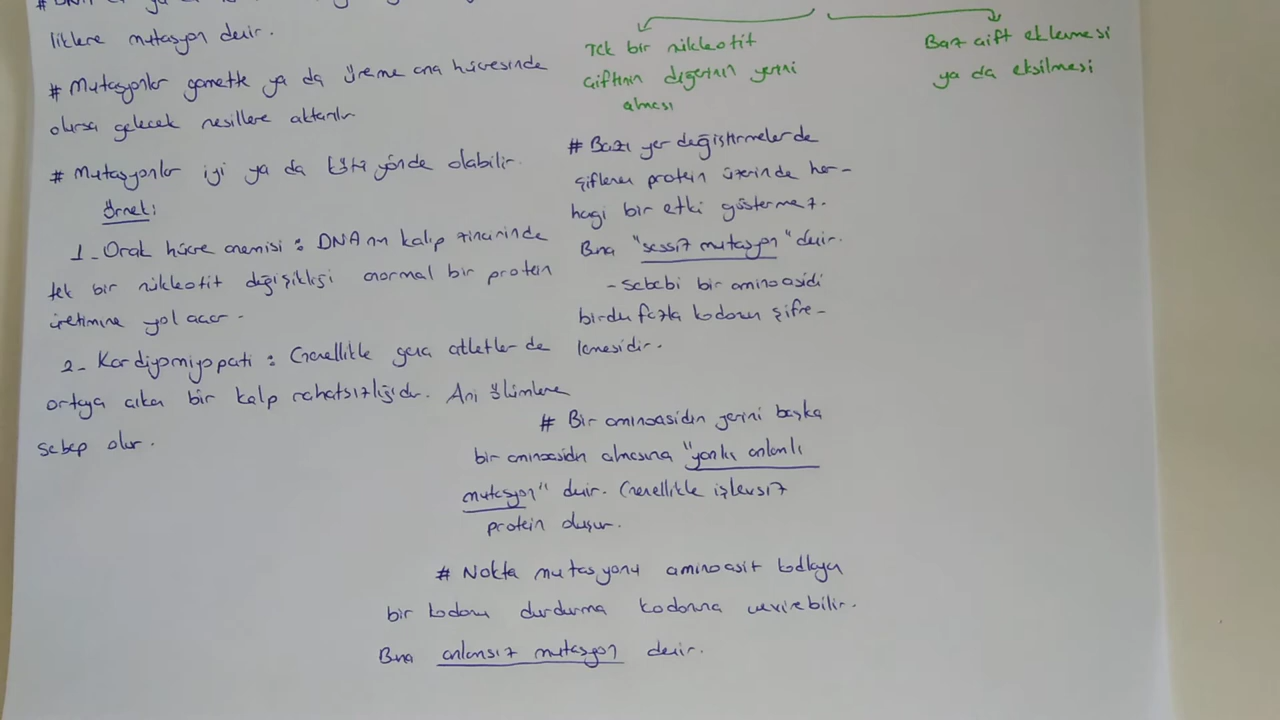 liklere mutasyon denir.
# Mutasyonlar gamette ya da üreme ana hücresinde
olursa gelecek nesillere aktarılır
# Mutasyonlar iyi ya da kötü yönde olabilir.
Örnek:
1- Orak hücre anemisi : DNA nın kalıp zincirinde
tek bir nükleotit değişikliği anormal bir protein
üretimine yol açar.
2- Kardiyomiyopati : Genellikle genç atletler de
ortaya çıkan bir kalp rahatsızlığıdır. Ani ölümlere
sebep olur.
Tek bir nükleotit
çiftinin diğerinin yerini
alması
Baz çift eklemesi
ya da eksilmesi
# Bazı yer değiştirmeler de
şiflenen protein üzerinde her-
hagi bir etki göstermez.
Buna "sessiz mutasyon" denir.
- Sebebi bir aminoasidi
birden fazla kodonun şifre-
lemesidir.
# Bir aminoasidin yerini başka
bir aminoasidin almasına "yanlış anlamlı
mutasyon" denir. Genellikle işlevsiz
protein oluşur.
# Nokta mutasyonu aminoasit kodlayan
bir kodonu durdurma kodonuna çevirebilir.
Buna anlamsız mutasyon denir.